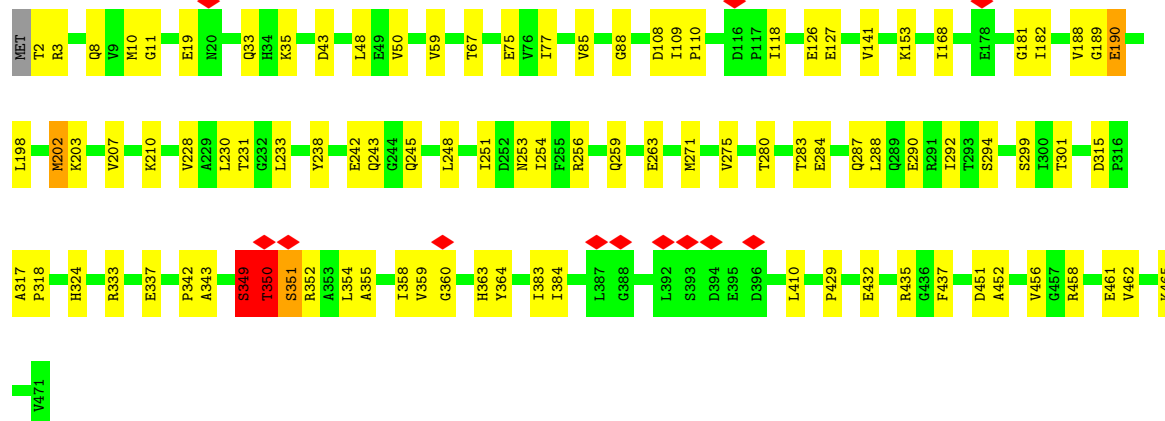 MET T2 R3 Q8 V9 M10 G11 E19 N20 Q33 H34 K35 D43 L48 E49 V50 V59 T67 E75 V76 I77 V85 G88 D108 I109 P110 D116 P117 I118 E126 E127 V141 K153 I168 E178 G181 I182 V188 G189 E190
L198 M202 K203 V207 K210 V228 A229 L230 T231 G232 L233 Y238 E242 Q243 G244 Q245 L248 I251 D252 N253 I254 F255 R256 Q259 E263 M271 V275 T280 T283 E284 Q287 L288 Q289 E290 R291 I292 T293 S294 S299 I300 T301 D315 P316
A317 P318 H324 R333 E337 P342 A343 S349 T350 S351 R352 A353 L354 A355 I358 V359 G360 H363 Y364 I383 I384 L387 G388 L392 S393 D394 E395 D396 L410 P429 E432 R435 G436 F437 D451 A452 V456 G457 R458 E461 V462
V471